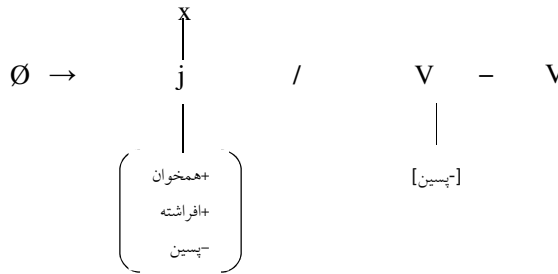 x
Ø → j / V – V
+همخوان [-پسین]
+افراشته
–پسین